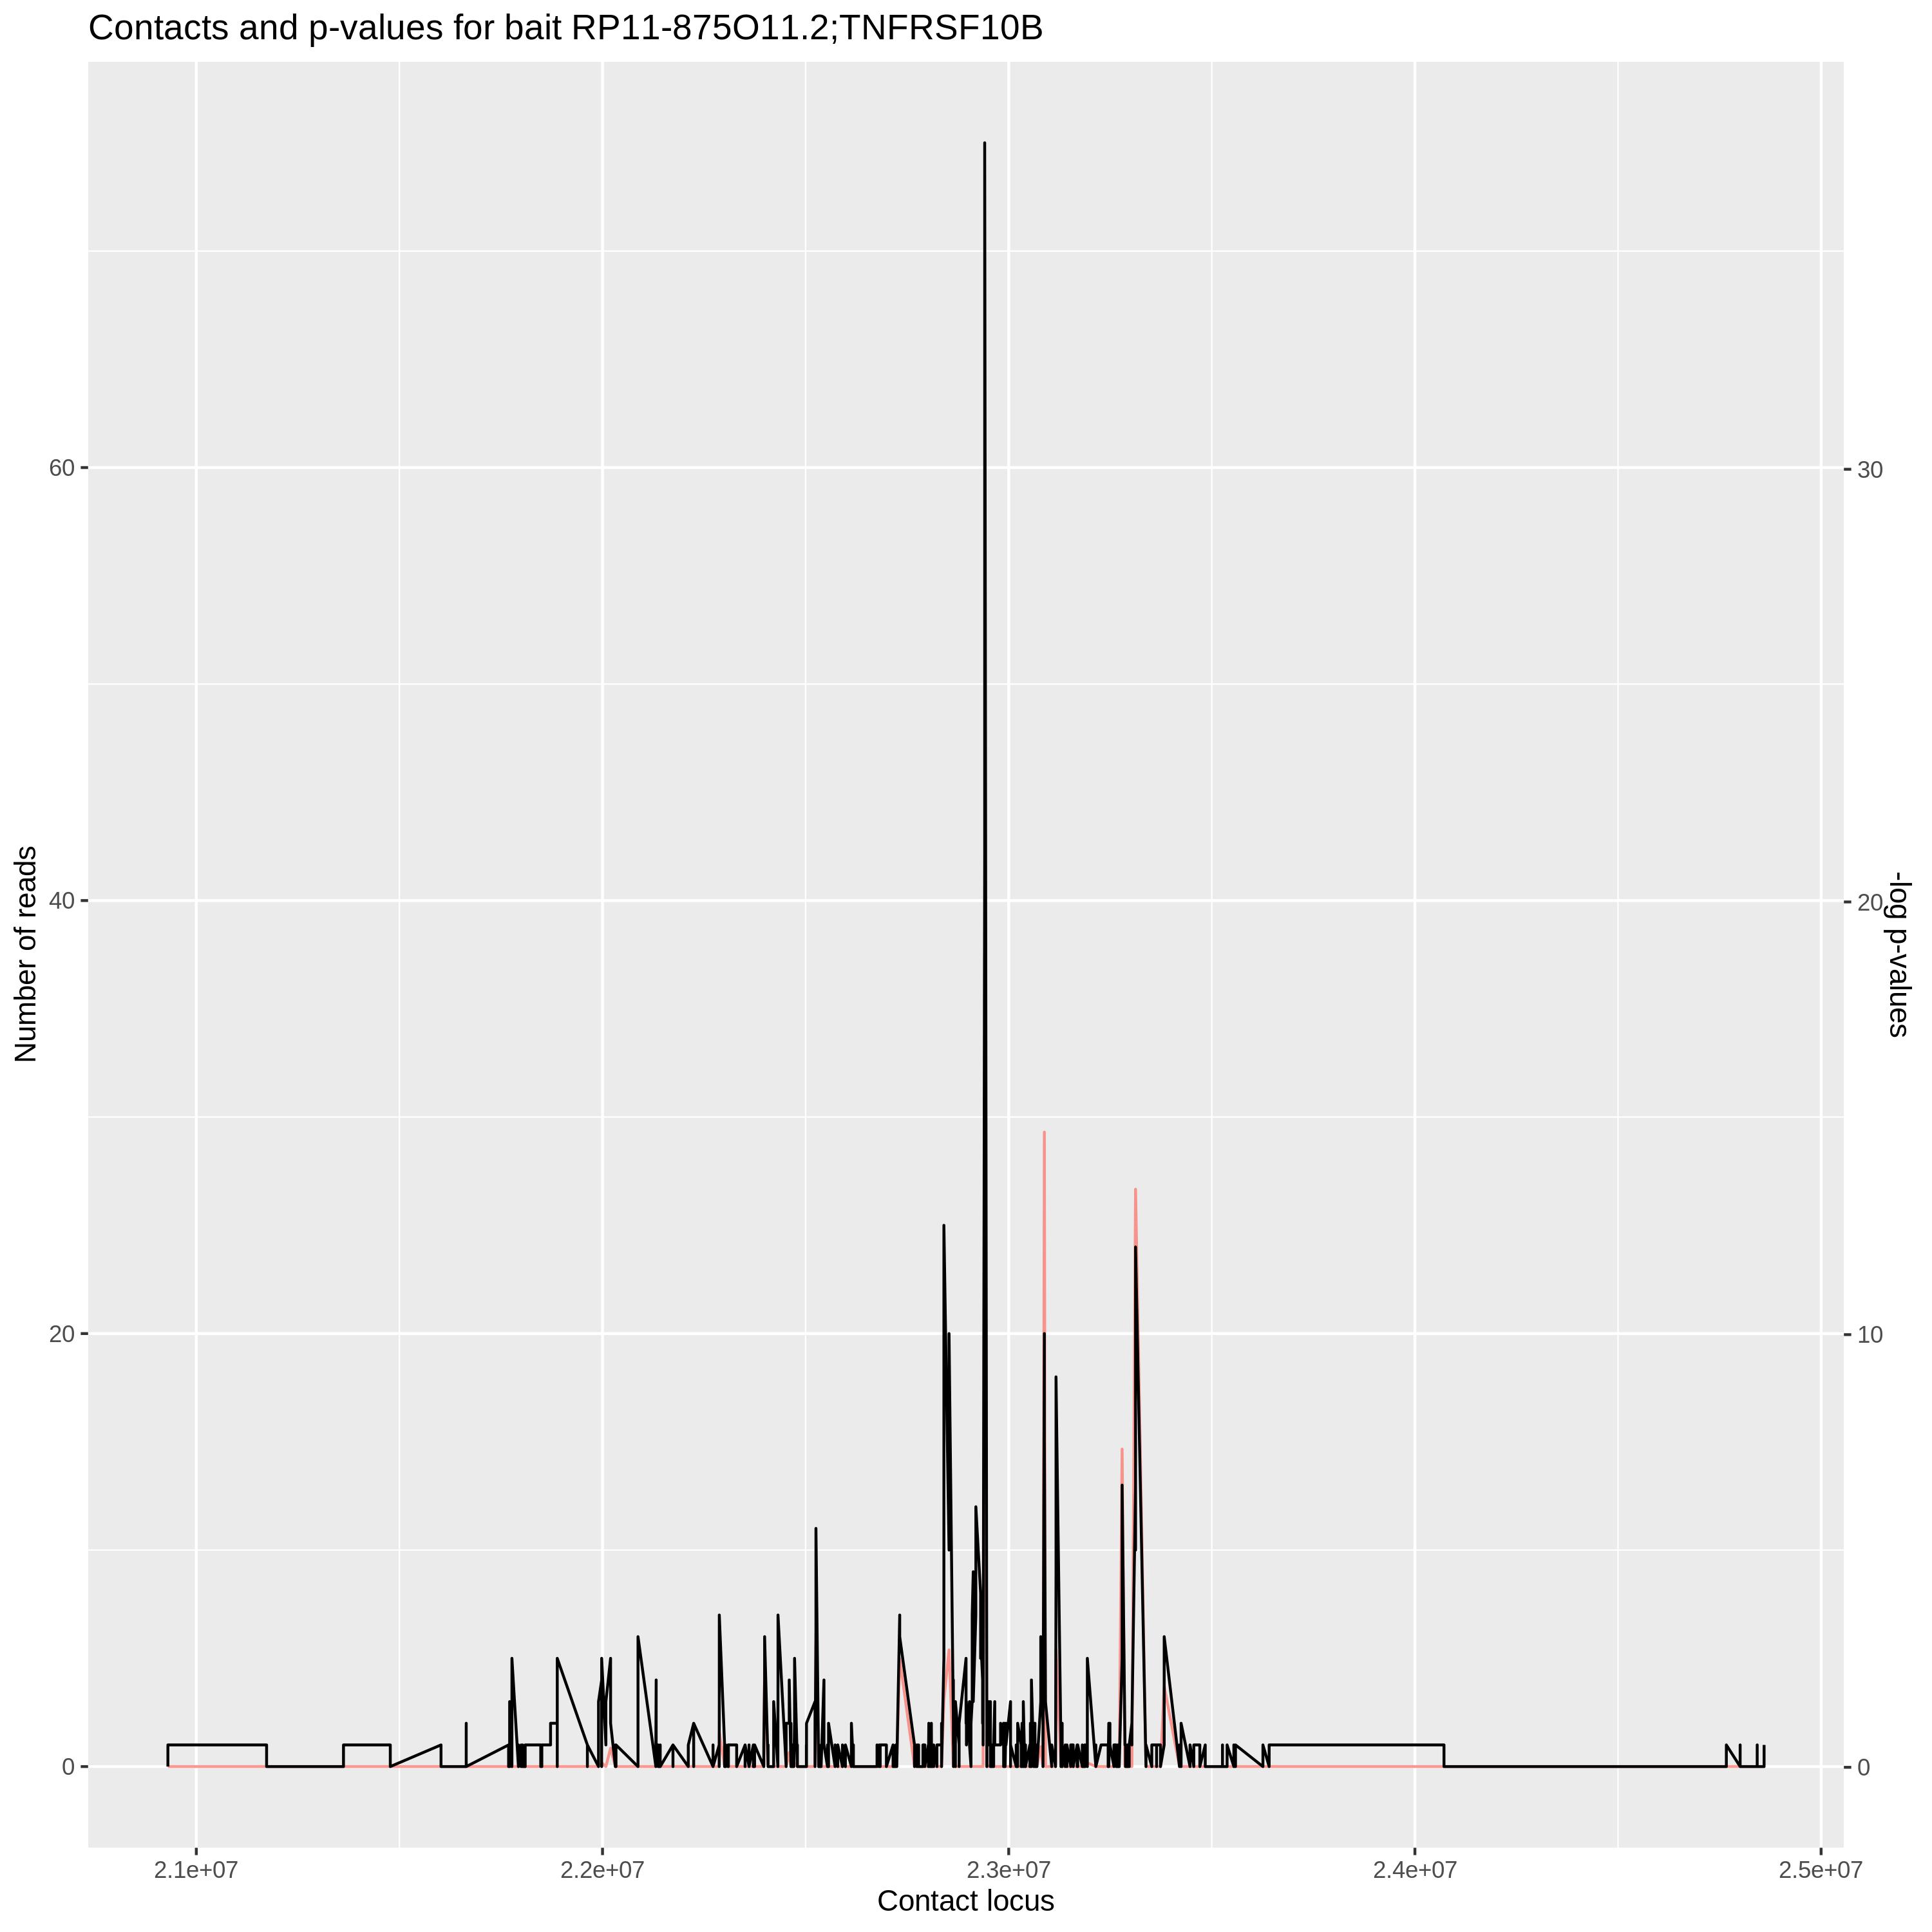 Contacts and p-values for bait RP11-875O11.2;TNFRSF10B
Number of reads
60
40
20
0
30
20
10
0
-log p-values
2.1e+07
2.2e+07
2.3e+07
2.4e+07
2.5e+07
Contact locus